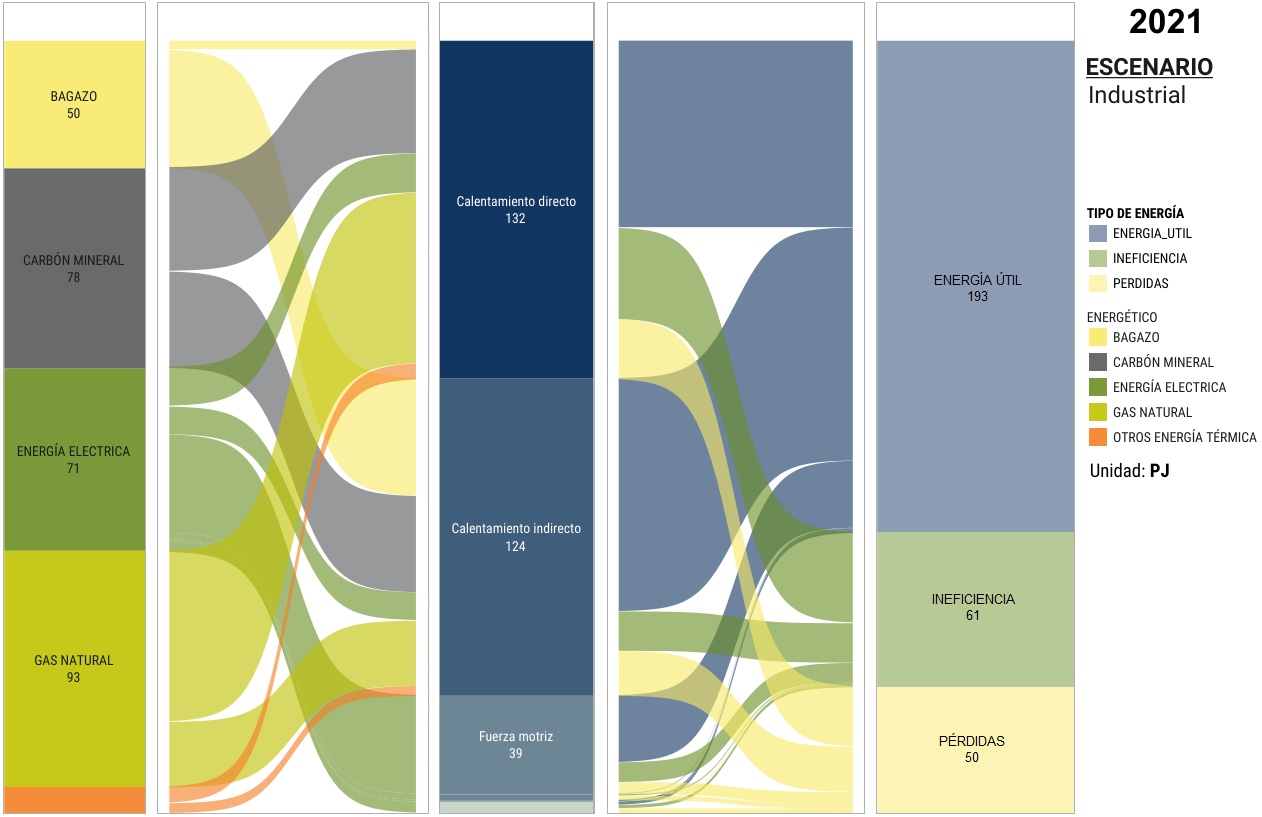 2021
ESCENARIO
Industrial
BAGAZO
50
CARBÓN MINERAL
78
ENERGÍA ELECTRICA
71
GAS NATURAL
93
Calentamiento directo
132
Calentamiento indirecto
124
Fuerza motriz
39
ENERGÍA ÚTIL
193
INEFICIENCIA
61
PÉRDIDAS
50
TIPO DE ENERGÍA
ENERGIA_UTIL
INEFICIENCIA
PERDIDAS
ENERGÉTICO
BAGAZO
CARBÓN MINERAL
ENERGÍA ELECTRICA
GAS NATURAL
OTROS ENERGÍA TÉRMICA
Unidad: PJ